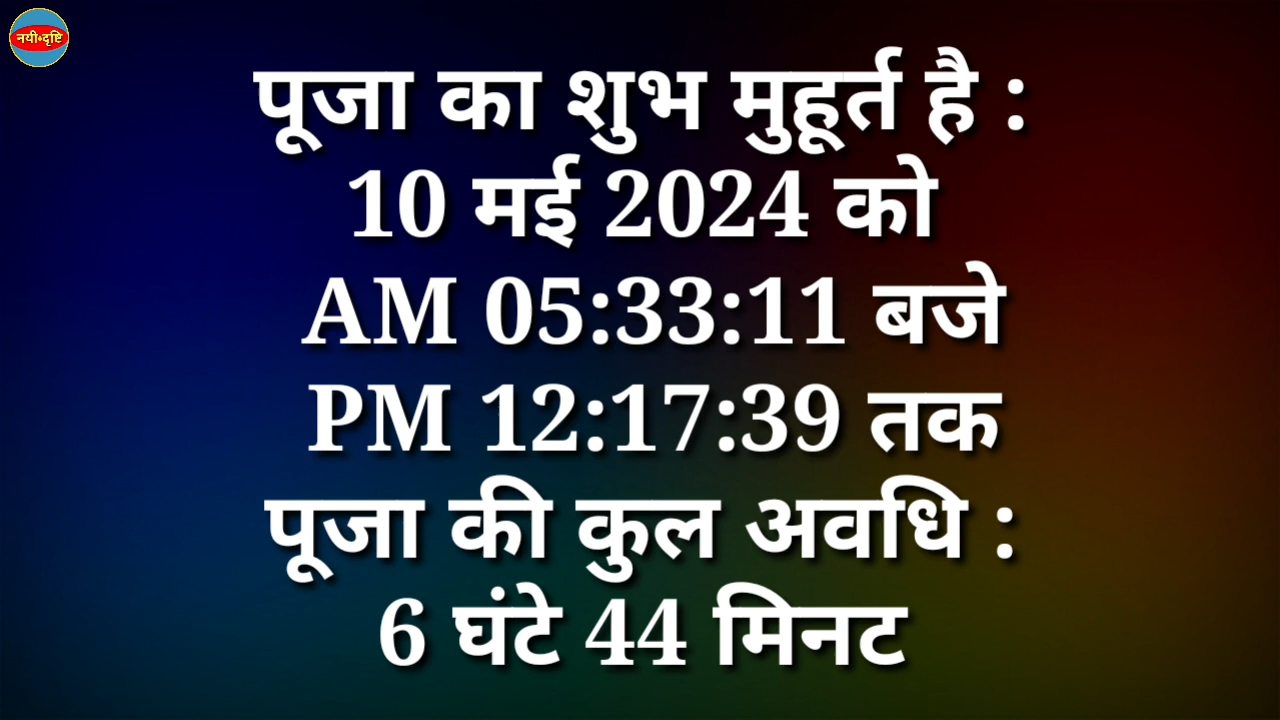 नयी•दृष्टि
पूजा का शुभ मुहूर्त है :
10 मई 2024 को
AM 05:33:11 बजे
PM 12:17:39 तक
पूजा की कुल अवधि :
6 घंटे 44 मिनट